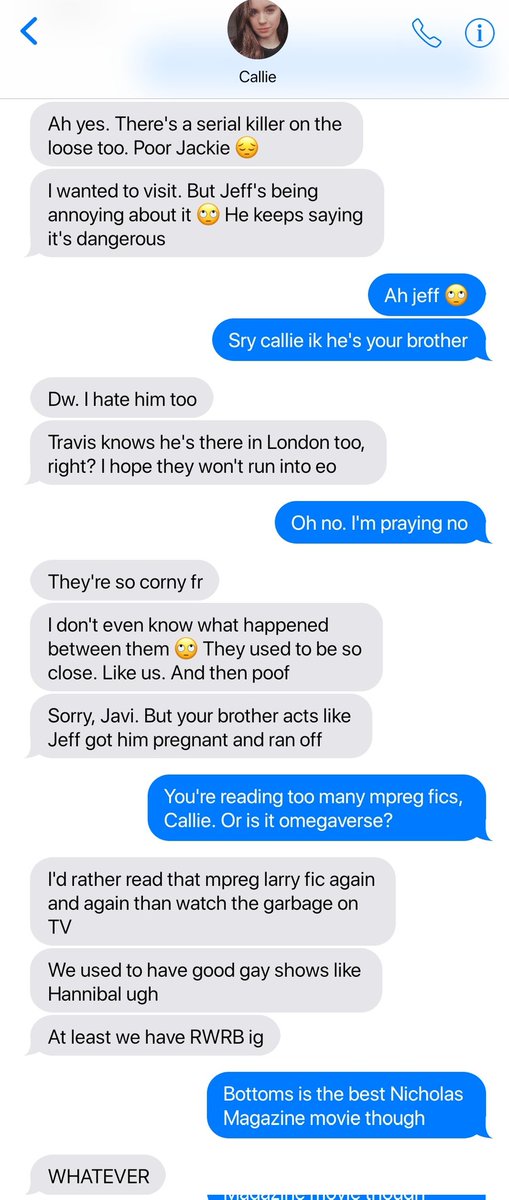 Callie
Ah yes. There's a serial killer on the
loose too. Poor Jackie 😔
I wanted to visit. But Jeff's being
annoying about it 🙄 He keeps saying
it's dangerous
Ah jeff 🙄
Sry callie ik he's your brother
Dw. I hate him too
Travis knows he's there in London too,
right? I hope they won't run into eo
Oh no. I'm praying no
They're so corny fr
I don't even know what happened
between them 🙄 They used to be so
close. Like us. And then poof
Sorry, Javi. But your brother acts like
Jeff got him pregnant and ran off
You're reading too many mpreg fics,
Callie. Or is it omegaverse?
I'd rather read that mpreg larry fic again
and again than watch the garbage on
TV
We used to have good gay shows like
Hannibal ugh
At least we have RWRB ig
Bottoms is the best Nicholas
Magazine movie though
WHATEVER
Magazine movie though